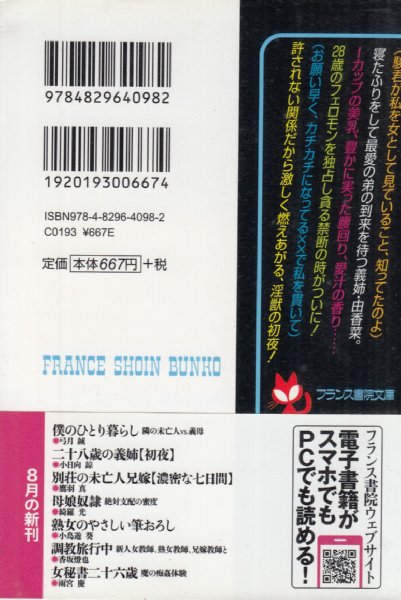 9784829640982
1920193006674
ISBN978-4-8296-4098-2
C0193 ¥667E
定価 本体667円 +税
FRANCE SHOIN BUNKO
(駿君が私を女として見ていること、知ってたのよ)
寝たふりをして最愛の弟の到来を待つ義姉・由香菜。
Iカップの美乳、豊かに実った腰回り、愛汁の香り……
28歳のフェロモンを独占し貪る禁断の時がついに!
(お願い早く、カチカチになってる××で私を貫いて)
許されない関係だから激しく燃えあがる、淫獣の初夜!
フランス書院文庫
8月の新刊
僕のひとり暮らし 隣の未亡人vs.義母
●弓月 誠
二十八歳の義姉【初夜】
●小日向 諒
別荘の未亡人兄嫁【濃密な七日間】
●鷹羽 真
母娘奴隷 絶対支配の蜜度
●綺羅 光
熟女のやさしい筆おろし
●小鳥遊 葵
調教旅行中 新人女教師、熟女教師、兄嫁教師と
●香坂燈也
女秘書二十六歳 魔の痴姦体験
●雨宮 慶
フランス書院ウェブサイト
電子書籍が
スマホでも
PCでも読める!